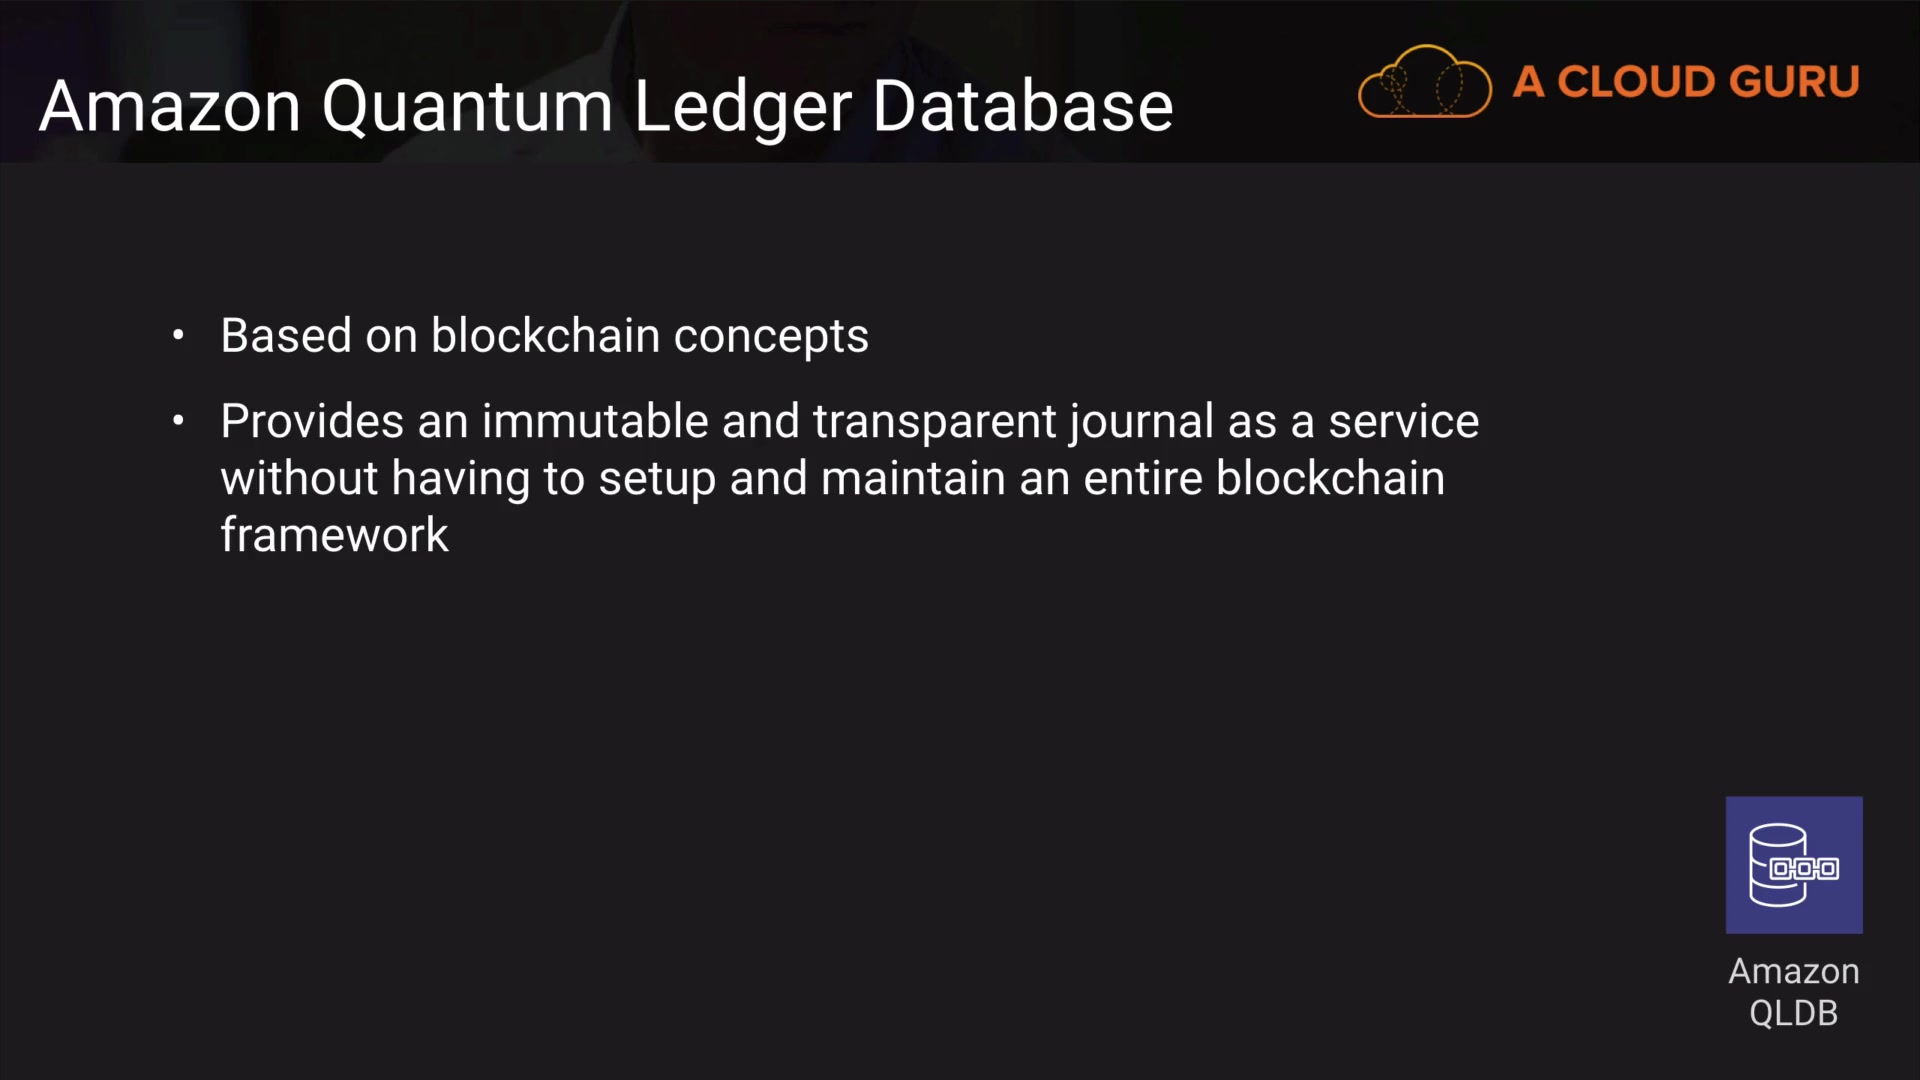 Amazon Quantum Ledger Database
A CLOUD GURU
• Based on blockchain concepts
• Provides an immutable and transparent journal as a service
without having to setup and maintain an entire blockchain
framework
Amazon
QLDB